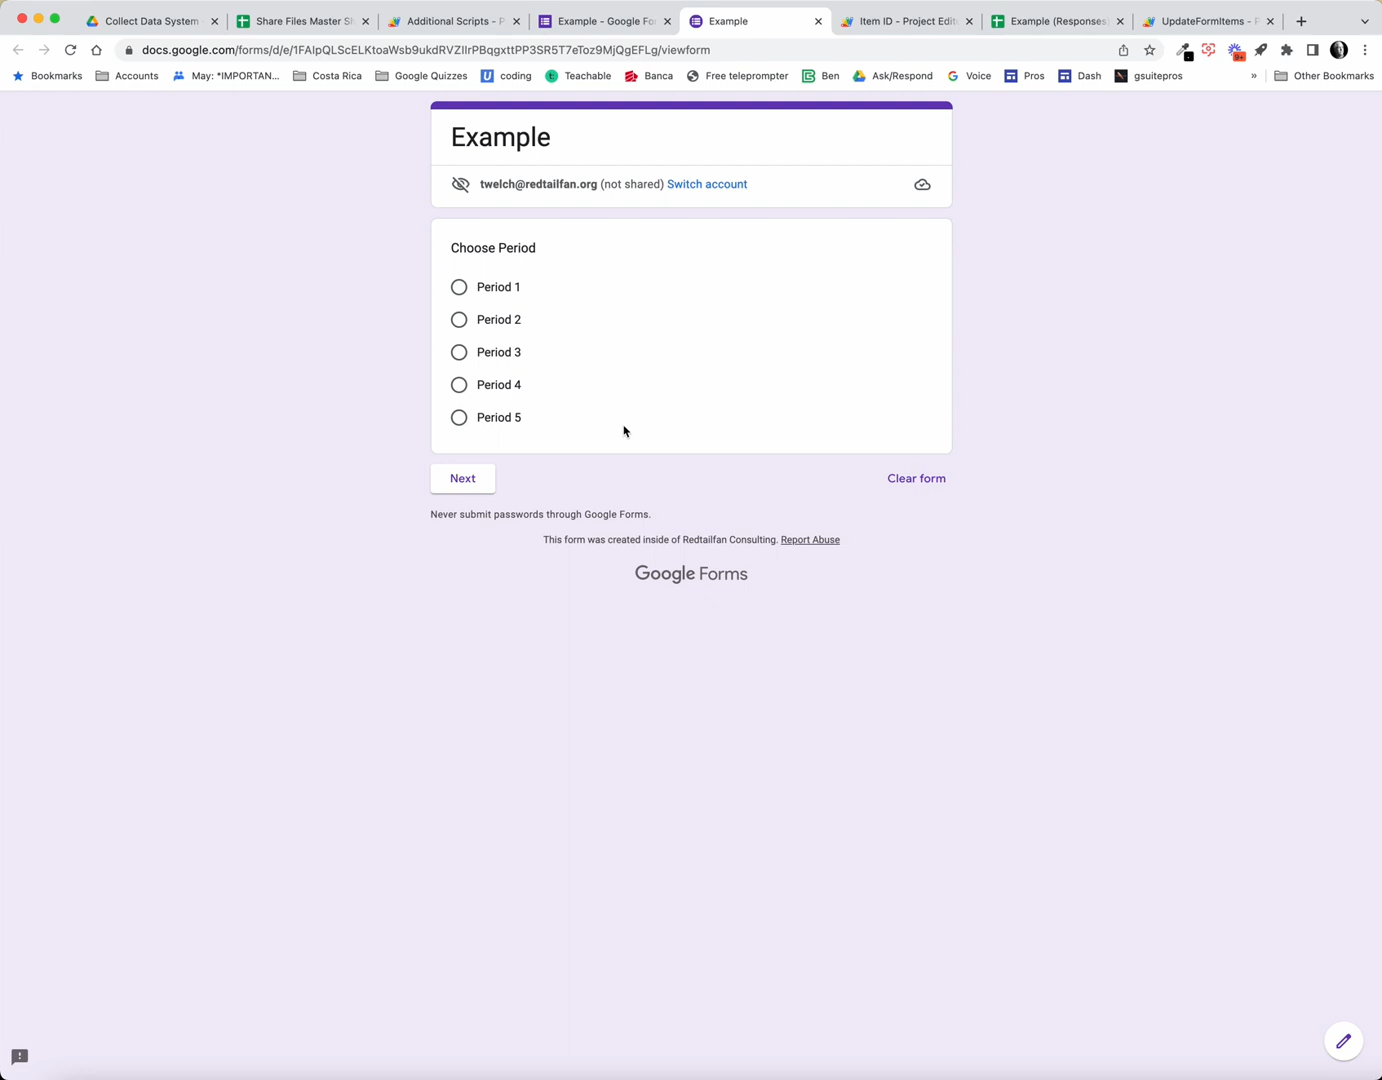 Collect Data System
Share Files Master Sh
Additional Scripts - P
Example - Google Fo
Example
Item ID - Project Edit
Example (Responses)
UpdateFormItems - P
docs.google.com/forms/d/e/1FAIpQLScELKtoaWsb9ukdRVZIIrPBqgxttPP3SR5T7eToz9MjQgEFLg/viewform
9+
Bookmarks
Accounts
May: *IMPORTAN...
Costa Rica
Google Quizzes
coding
Teachable
Banca
Free teleprompter
Ben
Ask/Respond
Voice
Pros
Dash
gsuitepros
»
Other Bookmarks
Example
twelch@redtailfan.org (not shared) Switch account
Choose Period
Period 1
Period 2
Period 3
Period 4
Period 5
Next
Clear form
Never submit passwords through Google Forms.
This form was created inside of Redtailfan Consulting. Report Abuse
Google Forms